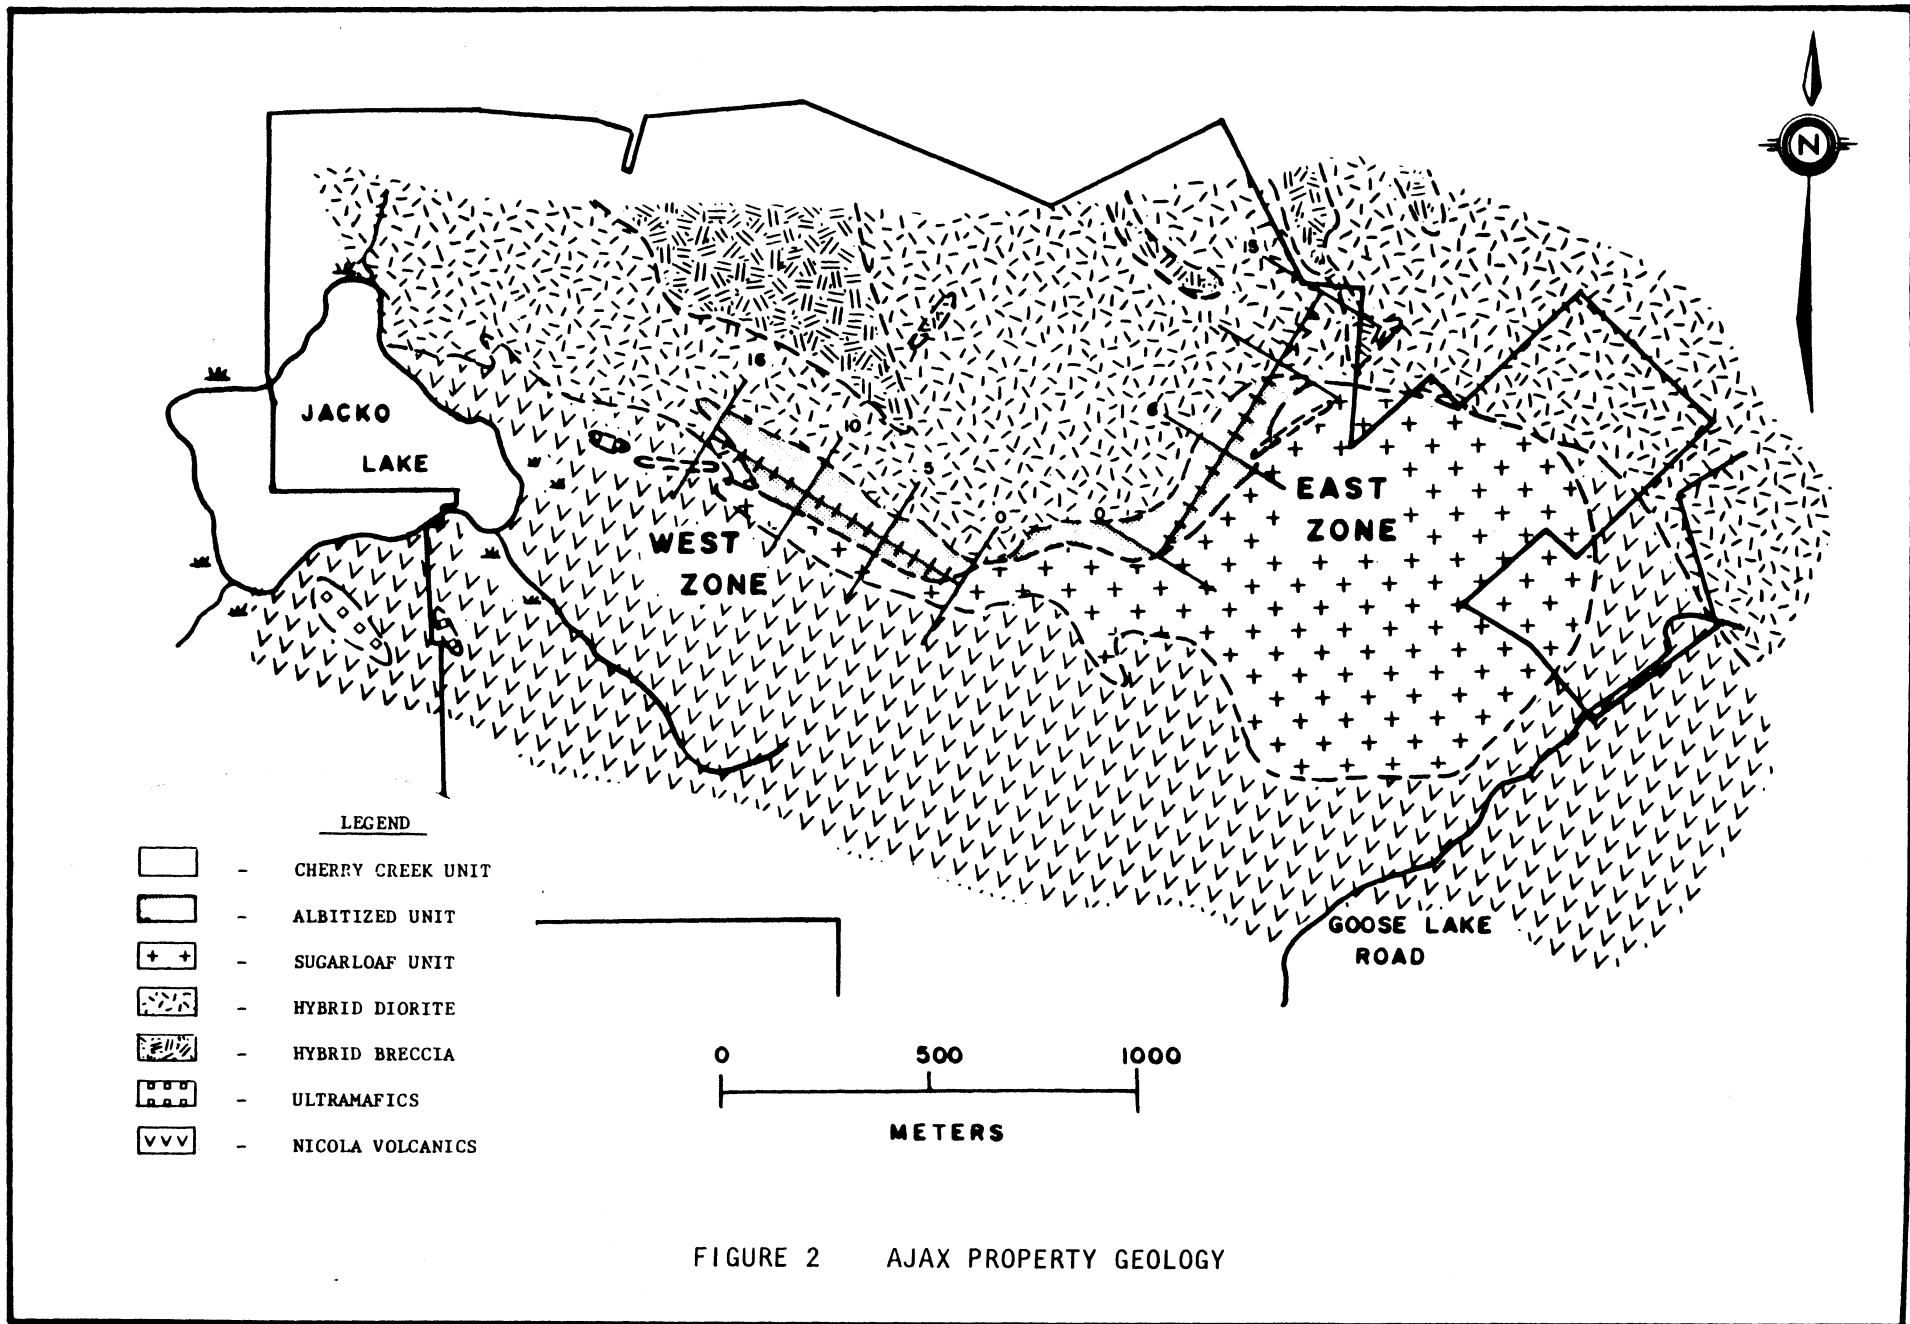 N
15
16
JACKO
LAKE
6
10
5
EAST
ZONE
0
0
WEST
ZONE
LEGEND
- CHERRY CREEK UNIT
- ALBITIZED UNIT
+ + - SUGARLOAF UNIT
- HYBRID DIORITE
- HYBRID BRECCIA
- ULTRAMAFICS
VVV - NICOLA VOLCANICS
GOOSE LAKE
ROAD
0 500 1000
METERS
FIGURE 2 AJAX PROPERTY GEOLOGY